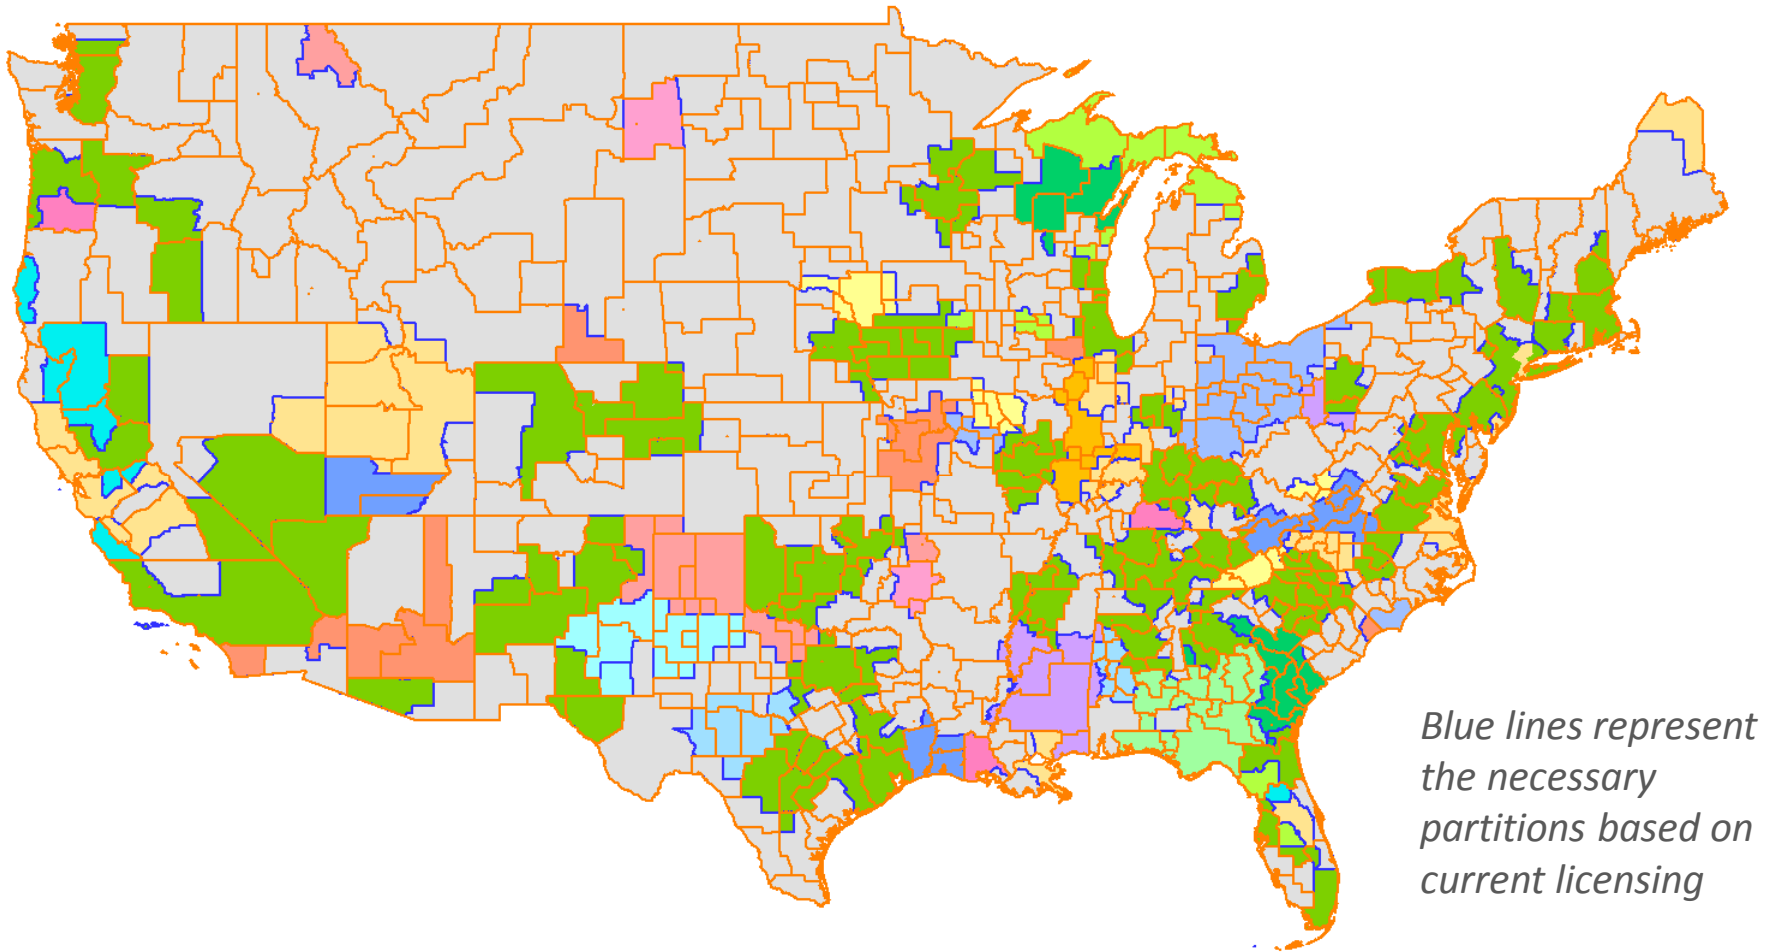 Blue lines represent
the necessary
partitions based on
current licensing